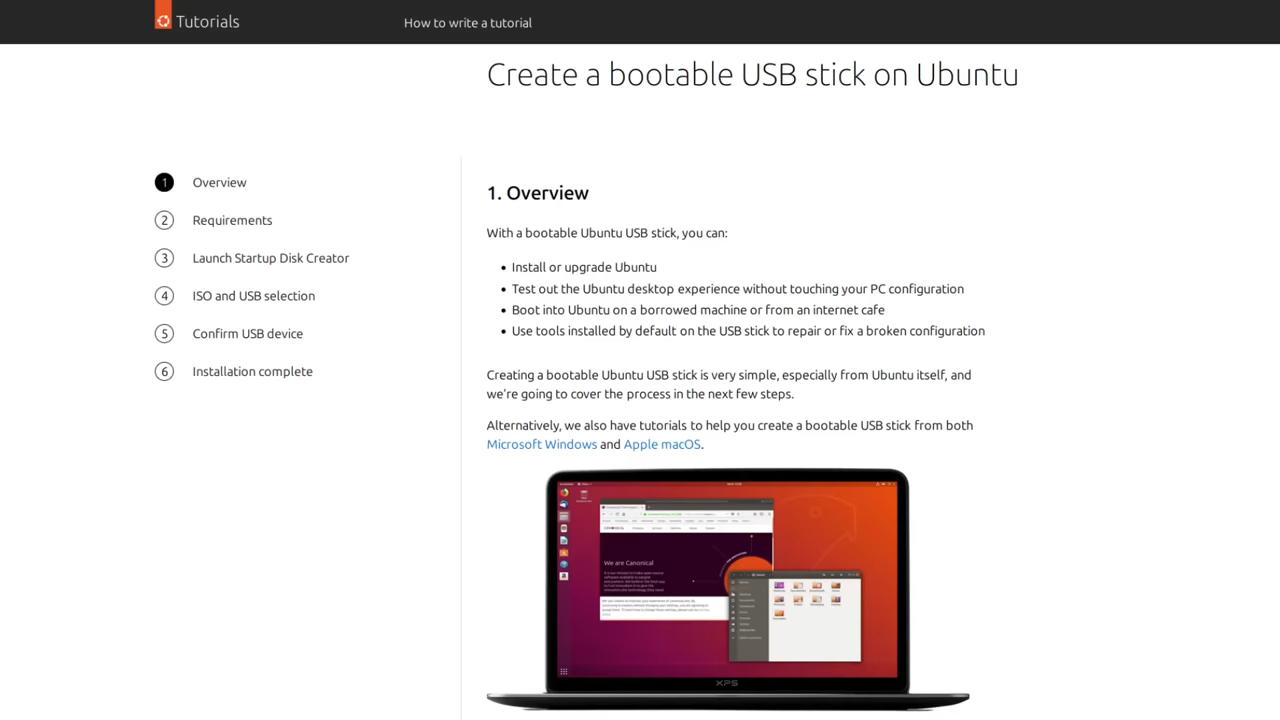 Tutorials
How to write a tutorial
Create a bootable USB stick on Ubuntu
1 Overview
2 Requirements
3 Launch Startup Disk Creator
4 ISO and USB selection
5 Confirm USB device
6 Installation complete
1. Overview
With a bootable Ubuntu USB stick, you can:
• Install or upgrade Ubuntu
• Test out the Ubuntu desktop experience without touching your PC configuration
• Boot into Ubuntu on a borrowed machine or from an internet cafe
• Use tools installed by default on the USB stick to repair or fix a broken configuration
Creating a bootable Ubuntu USB stick is very simple, especially from Ubuntu itself, and
we're going to cover the process in the next few steps.
Alternatively, we also have tutorials to help you create a bootable USB stick from both
Microsoft Windows and Apple macOS.
We are Canonical
XPS